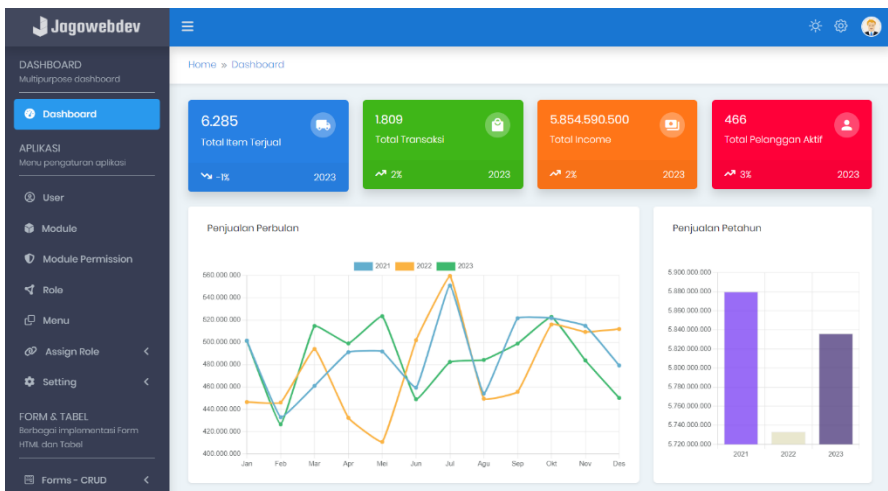 Jagowebdev
DASHBOARD
Multipurpose dashboard
Dashboard
APLIKASI
Menu pengaturan aplikasi
User
Module
Module Permission
Role
Menu
Assign Role
Setting
FORM & TABEL
Berbagai implementasi Form
HTML dan Tabel
Forms - CRUD
Home » Dashboard
6.285
Total Item Terjual
-1% 2023
1.809
Total Transaksi
2% 2023
5.854.590.500
Total Income
2% 2023
466
Total Pelanggan Aktif
3% 2023
Penjualan Perbulan
2021 2022 2023
560.000.000
540.000.000
520.000.000
500.000.000
480.000.000
460.000.000
440.000.000
420.000.000
400.000.000
Jan Feb Mar Apr Mei Jun Jul Agu Sep Okt Nov Des
Penjualan Petahun
5.900.000.000
5.880.000.000
5.860.000.000
5.840.000.000
5.820.000.000
5.800.000.000
5.780.000.000
5.760.000.000
5.740.000.000
5.720.000.000
2021 2022 2023